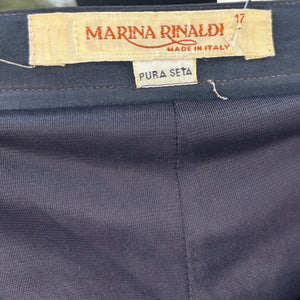 MARINA RINALDI
17
MADE IN ITALY
PURA SETA